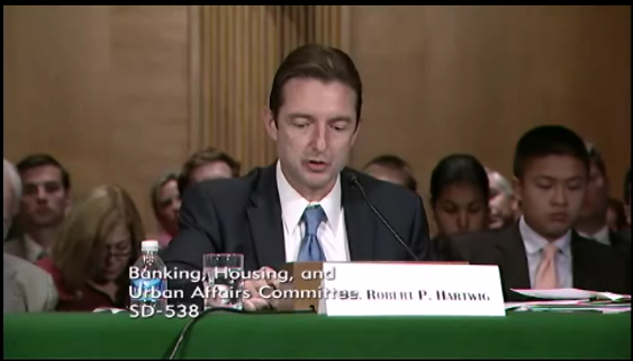 Banking, Housing, and
Urban Affairs Committee
SD-538
. ROBERT P. HARTWIG